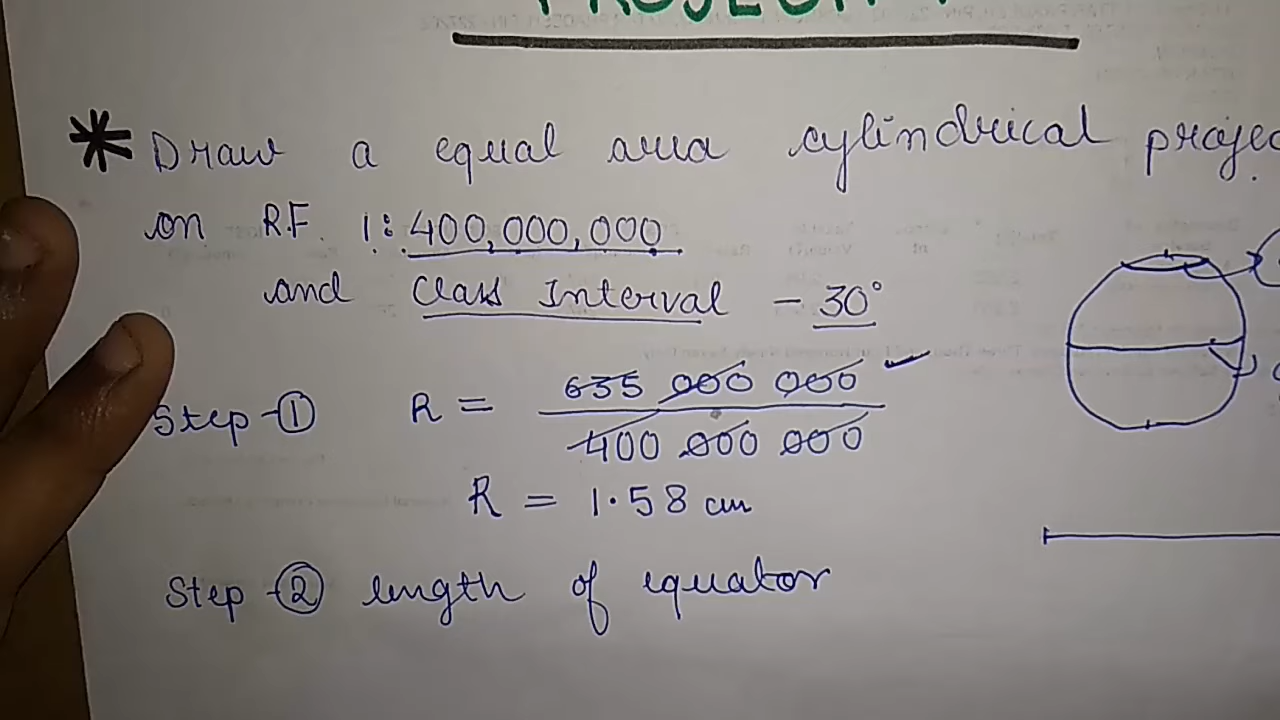 * Draw a equal area cylindrical projec
on R.F. 1:400,000,000
and Class Interval - 30°
Step-① R = 635 000 000 ✓
400 000 000
R = 1.58 cm
Step-② length of equator